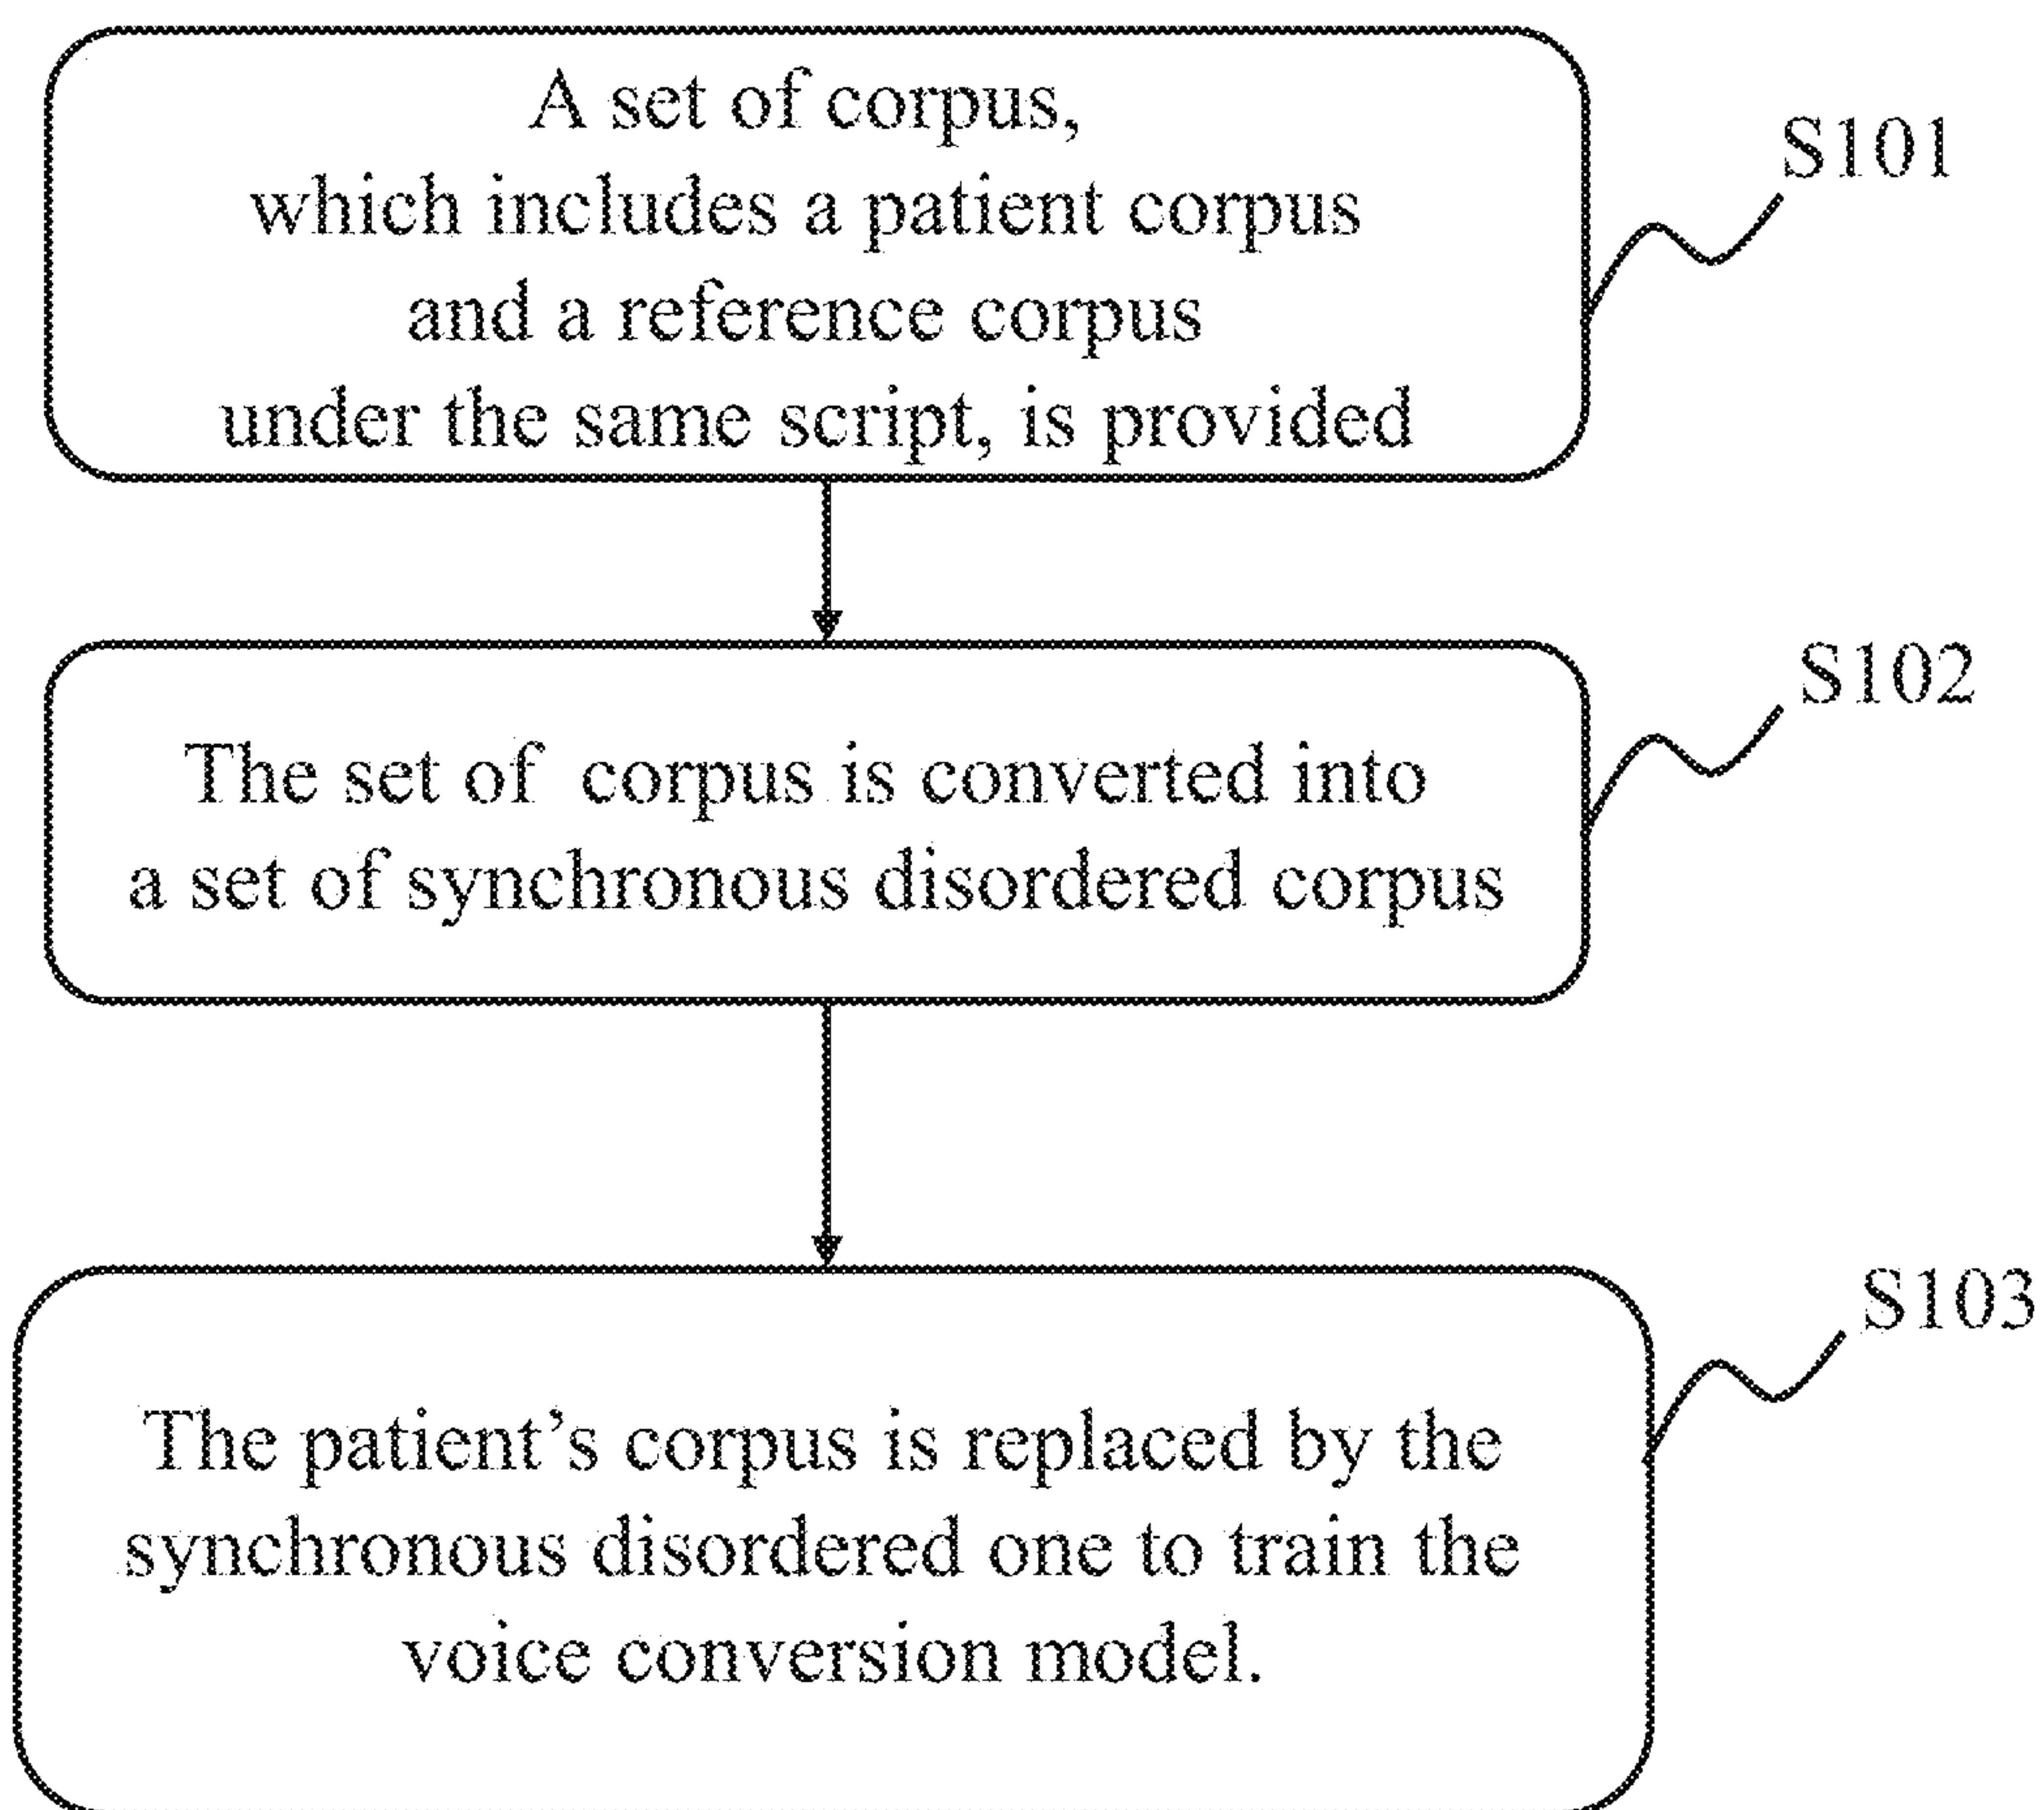 A set of corpus,
which includes a patient corpus
and a reference corpus
under the same script, is provided
S101
The set of corpus is converted into
a set of synchronous disordered corpus
S102
The patient’s corpus is replaced by the
synchronous disordered one to train the
voice conversion model.
S103